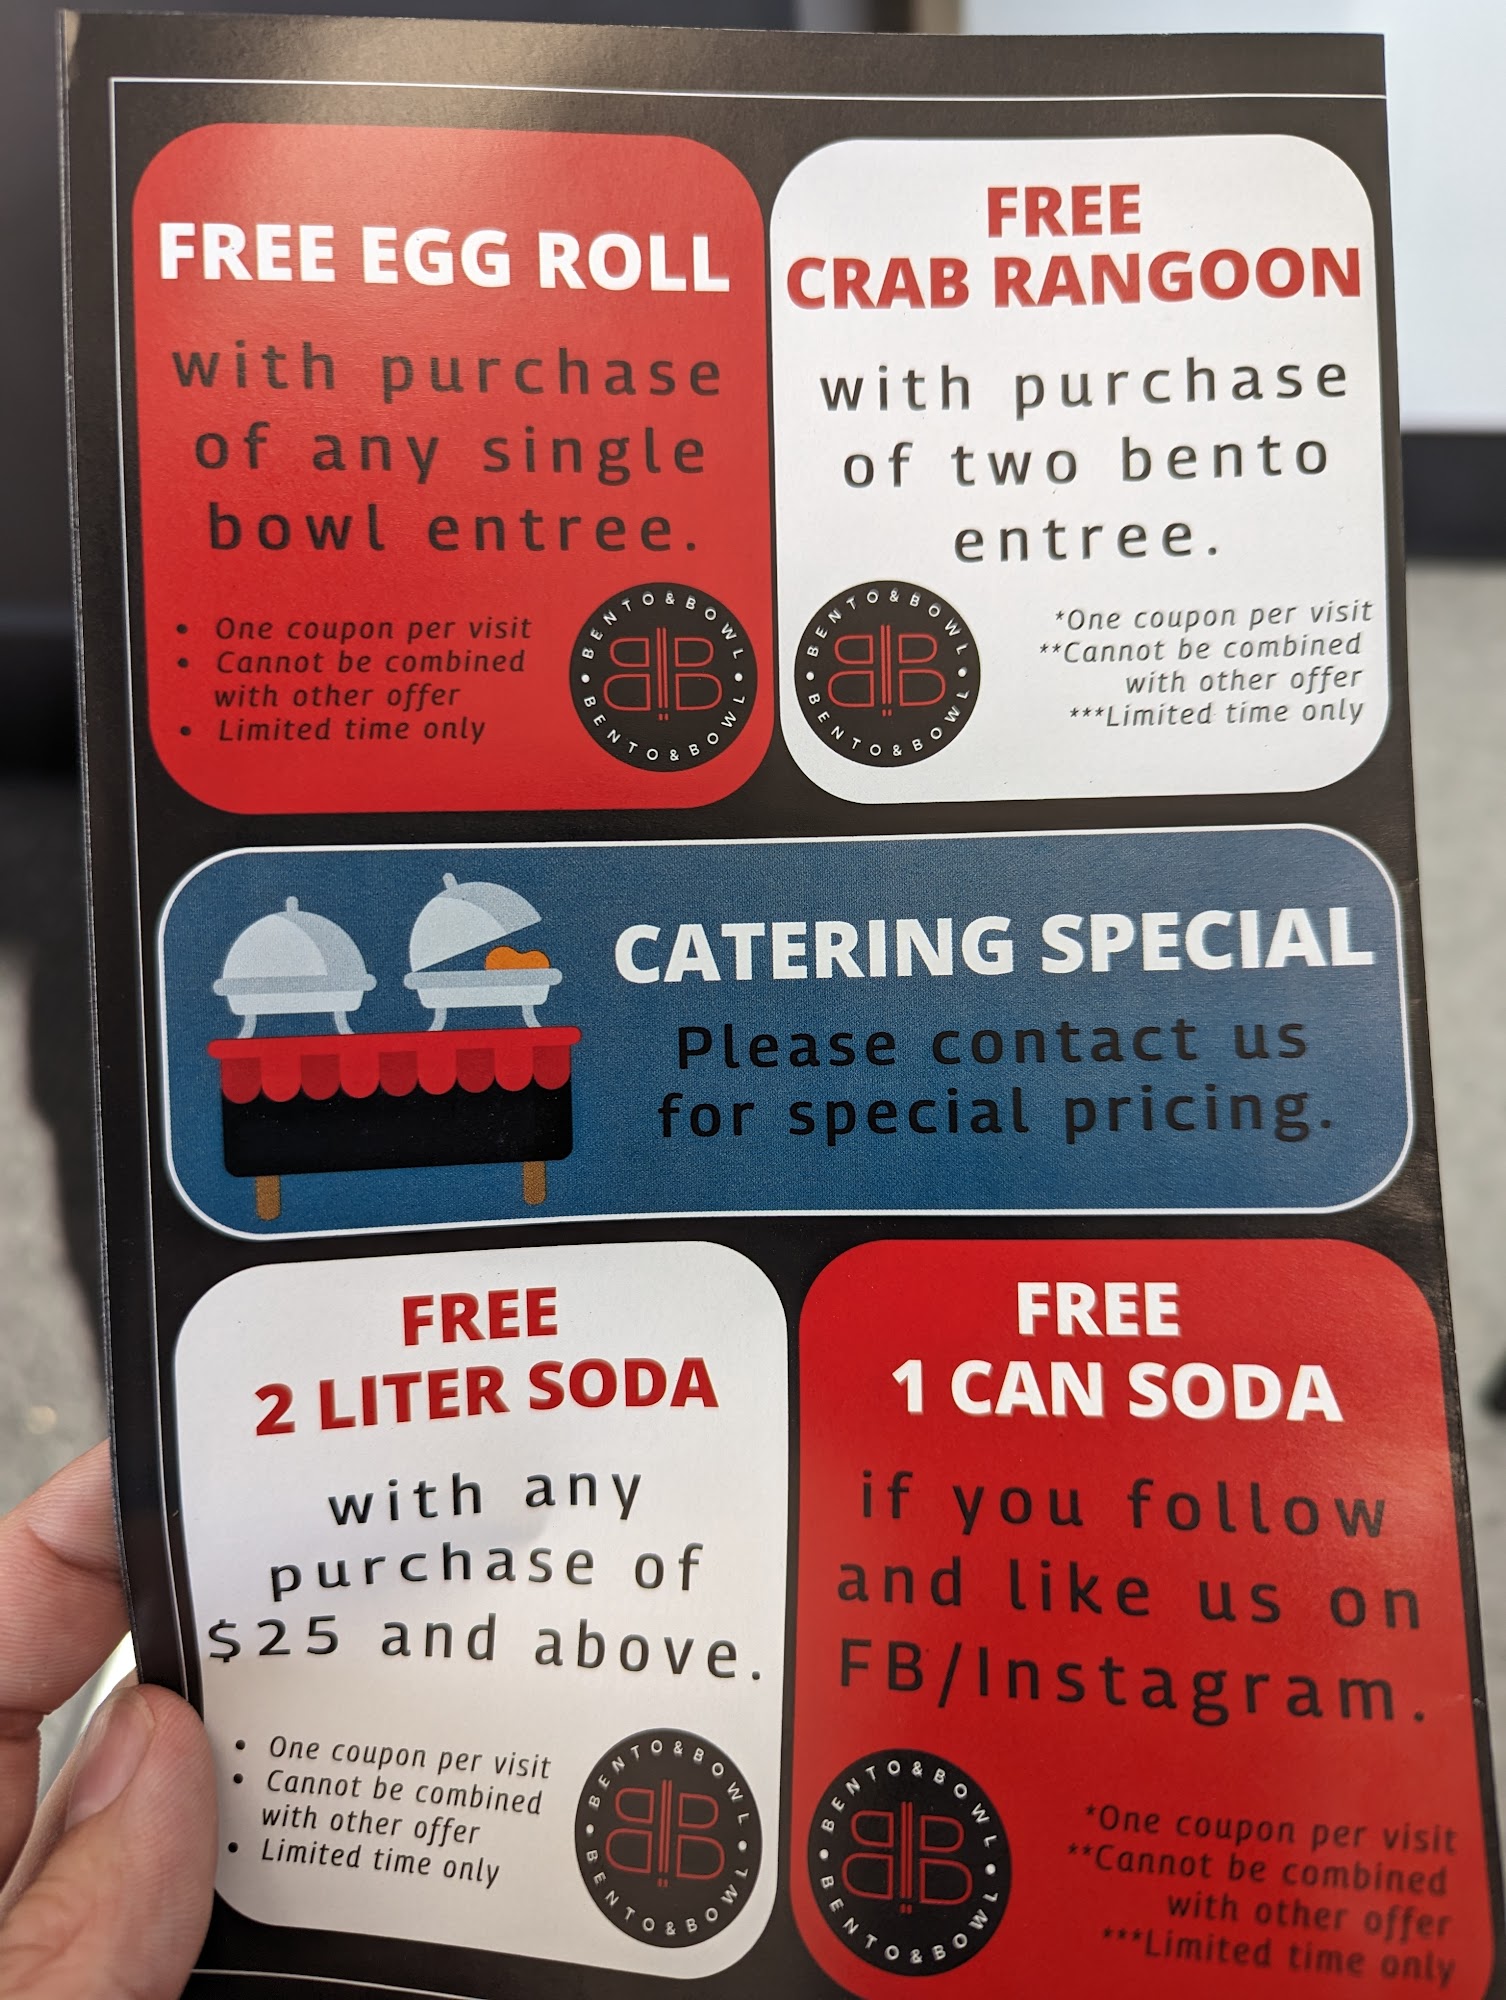 FREE EGG ROLL
with purchase
of any single
bowl entree.
• One coupon per visit
• Cannot be combined
with other offer
• Limited time only
BENTO & BOWL • BENTO & BOWL •
FREE
CRAB RANGOON
with purchase
of two bento
entree.
BENTO & BOWL • BENTO & BOWL •
*One coupon per visit
**Cannot be combined
with other offer
***Limited time only
CATERING SPECIAL
Please contact us
for special pricing.
FREE
2 LITER SODA
with any
purchase of
$25 and above.
• One coupon per visit
• Cannot be combined
with other offer
• Limited time only
BENTO & BOWL • BENTO & BOWL •
FREE
1 CAN SODA
if you follow
and like us on
FB/Instagram.
BENTO & BOWL • BENTO & BOWL •
*One coupon per visit
**Cannot be combined
with other offer
***Limited time only